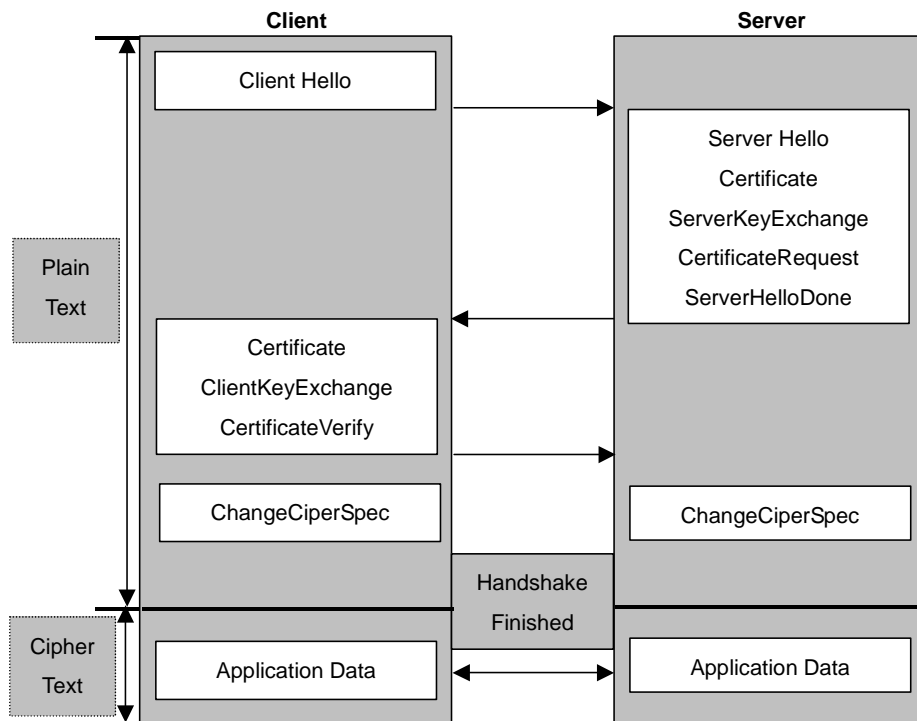 Client
Server
Client Hello
Server Hello
Certificate
ServerKeyExchange
CertificateRequest
ServerHelloDone
Plain
Text
Certificate
ClientKeyExchange
CertificateVerify
ChangeCiperSpec
ChangeCiperSpec
Handshake
Finished
Cipher
Text
Application Data
Application Data